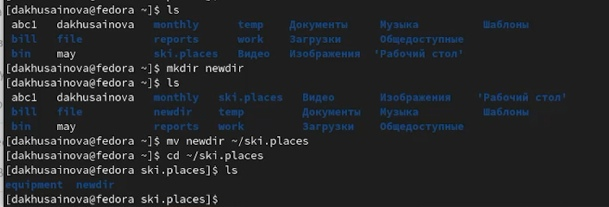 [dakhusainova@fedora ~]$ ls
abc1 dakhusainova monthly temp Документы Музыка Шаблоны
bill file reports work Загрузки Общедоступные
bin may ski.places Видео Изображения 'Рабочий стол'
[dakhusainova@fedora ~]$ mkdir newdir
[dakhusainova@fedora ~]$ ls
abc1 dakhusainova monthly ski.places Видео Изображения 'Рабочий стол'
bill file newdir temp Документы Музыка Шаблоны
bin may reports work Загрузки Общедоступные
[dakhusainova@fedora ~]$ mv newdir ~/ski.places
[dakhusainova@fedora ~]$ cd ~/ski.places
[dakhusainova@fedora ski.places]$ ls
equipment newdir
[dakhusainova@fedora ski.places]$